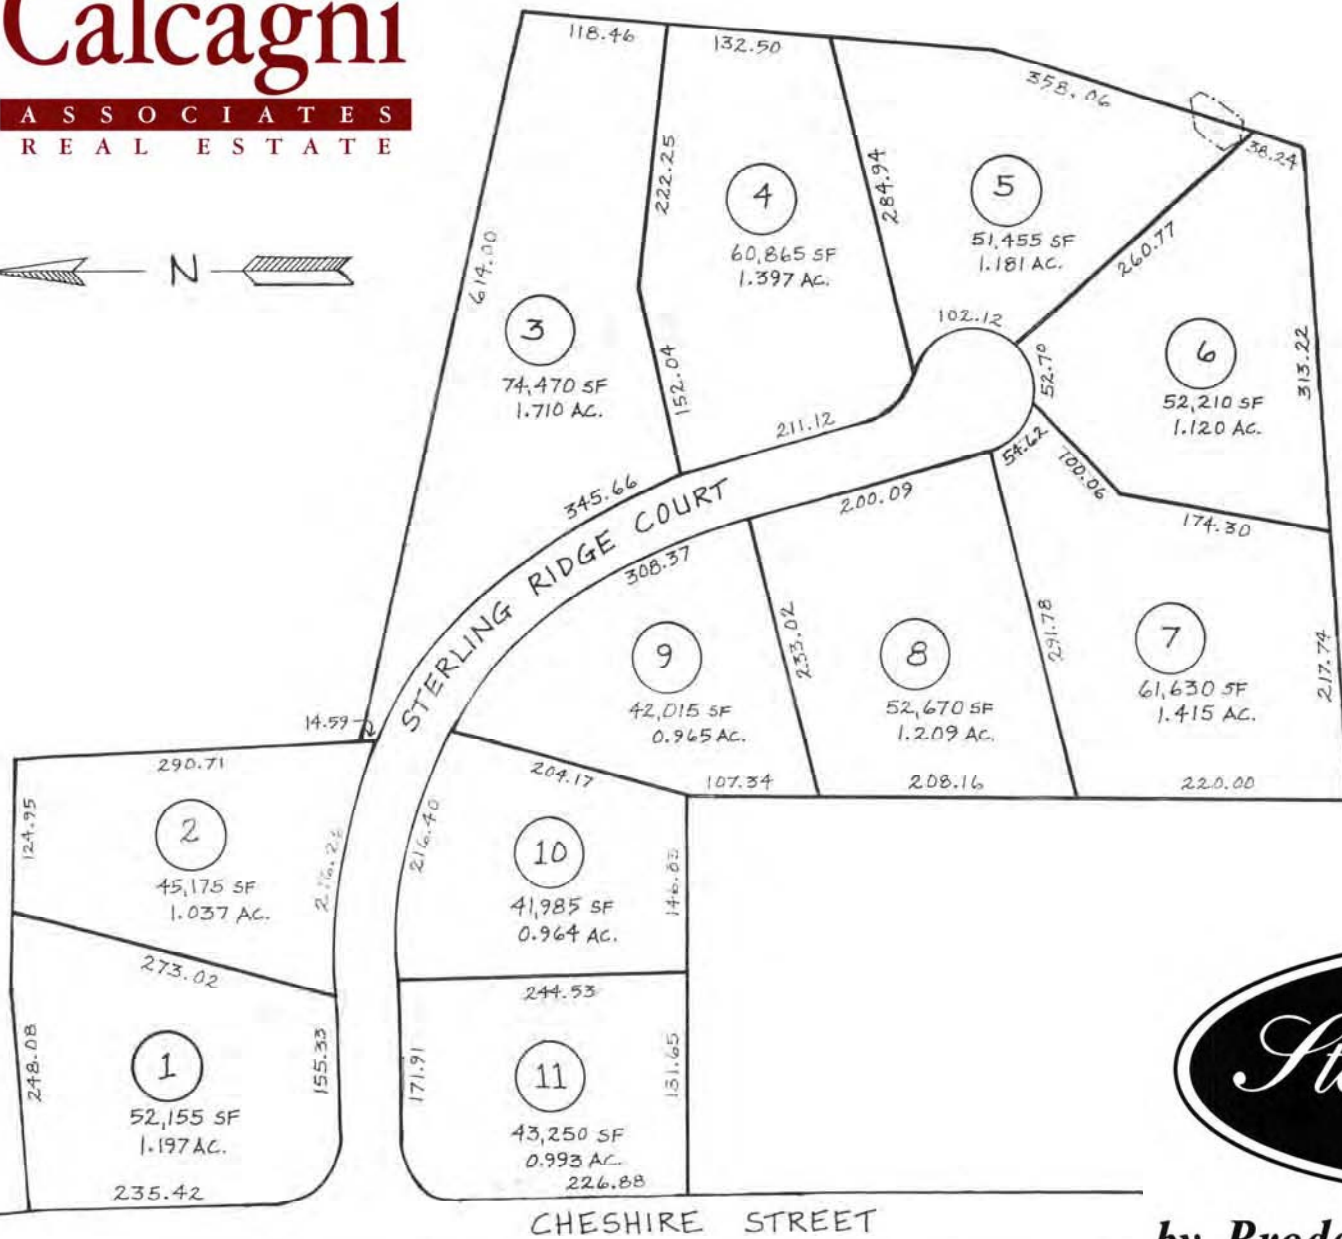 Calcagni
ASSOCIATES
REAL ESTATE
N
118.46
132.50
358.06
38.24
614.00
222.25
284.94
260.77
313.22
3
74,470 SF
1.710 AC.
4
60,865 SF
1.397 AC.
5
51,455 SF
1.181 AC.
6
52,210 SF
1.120 AC.
152.04
102.12
52.70
211.12
54.62
100.06
174.30
345.66
STERLING RIDGE COURT
200.09
308.37
233.02
291.78
217.74
9
42,015 SF
0.965 AC.
8
52,670 SF
1.209 AC.
7
61,630 SF
1.415 AC.
14.59
290.71
204.17
107.34
208.16
220.00
124.95
2
45,175 SF
1.037 AC.
216.40
10
41,985 SF
0.964 AC.
273.02
244.53
248.08
1
52,155 SF
1.197 AC.
155.33
171.91
11
43,250 SF
0.993 AC.
131.65
235.42
226.88
CHESHIRE STREET